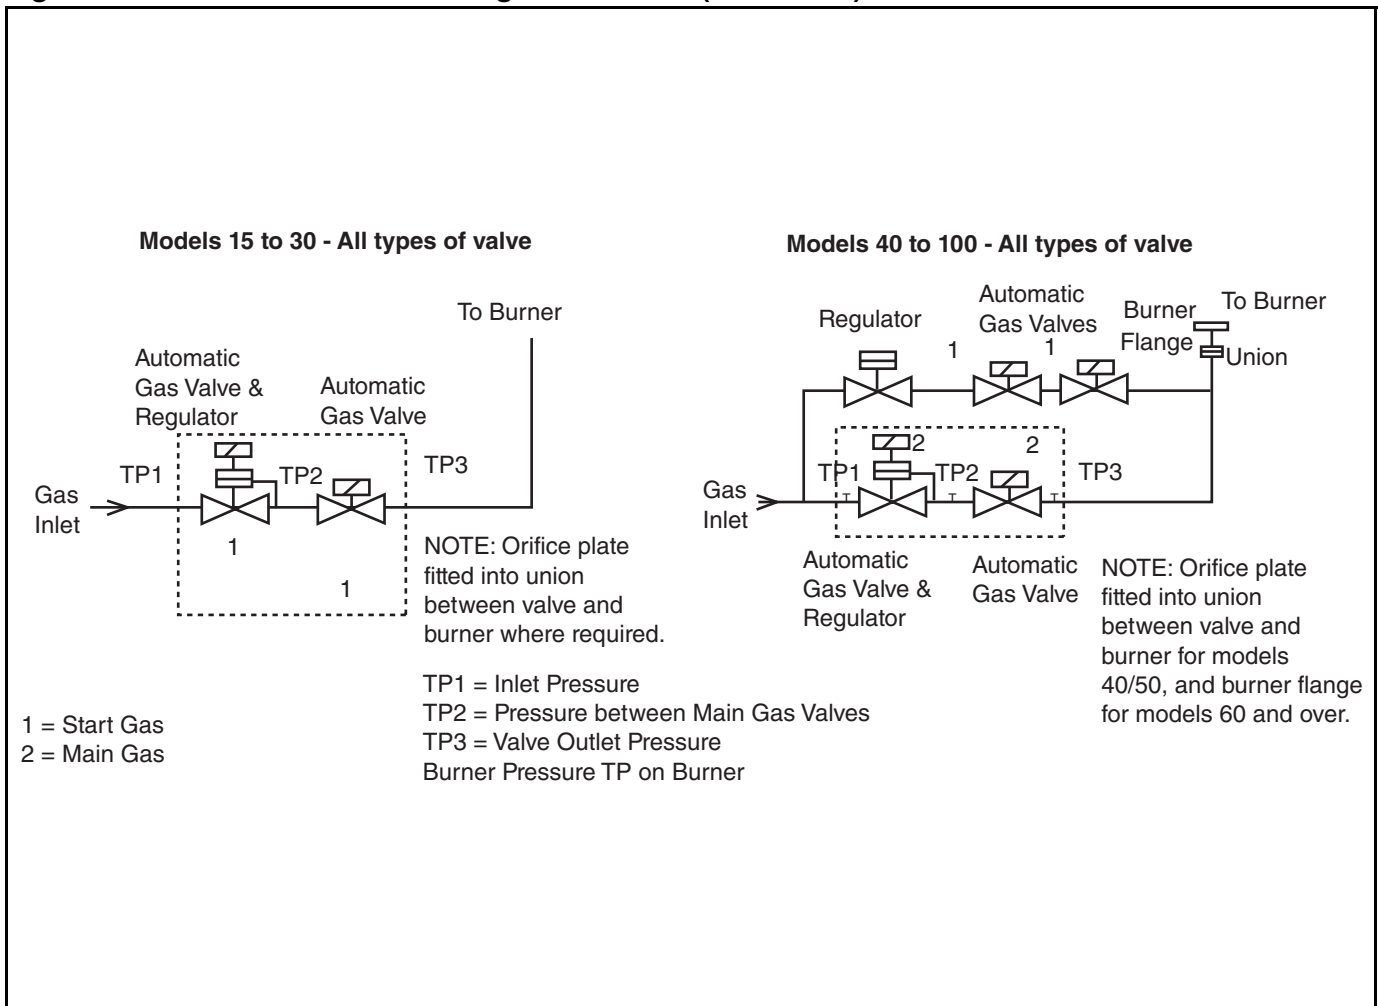 Models 15 to 30 - All types of valve
To Burner
Automatic
Gas Valve &
Regulator
Automatic
Gas Valve
TP1
TP2
TP3
Gas
Inlet
1
1
NOTE: Orifice plate
fitted into union
between valve and
burner where required.
Models 40 to 100 - All types of valve
Regulator
Automatic
Gas Valves
1
1
Burner
Flange
To Burner
Union
2
2
TP1
TP2
TP3
Gas
Inlet
Automatic
Gas Valve &
Regulator
Automatic
Gas Valve
NOTE: Orifice plate
fitted into union
between valve and
burner for models
40/50, and burner flange
for models 60 and over.
1 = Start Gas
2 = Main Gas
TP1 = Inlet Pressure
TP2 = Pressure between Main Gas Valves
TP3 = Valve Outlet Pressure
Burner Pressure TP on Burner